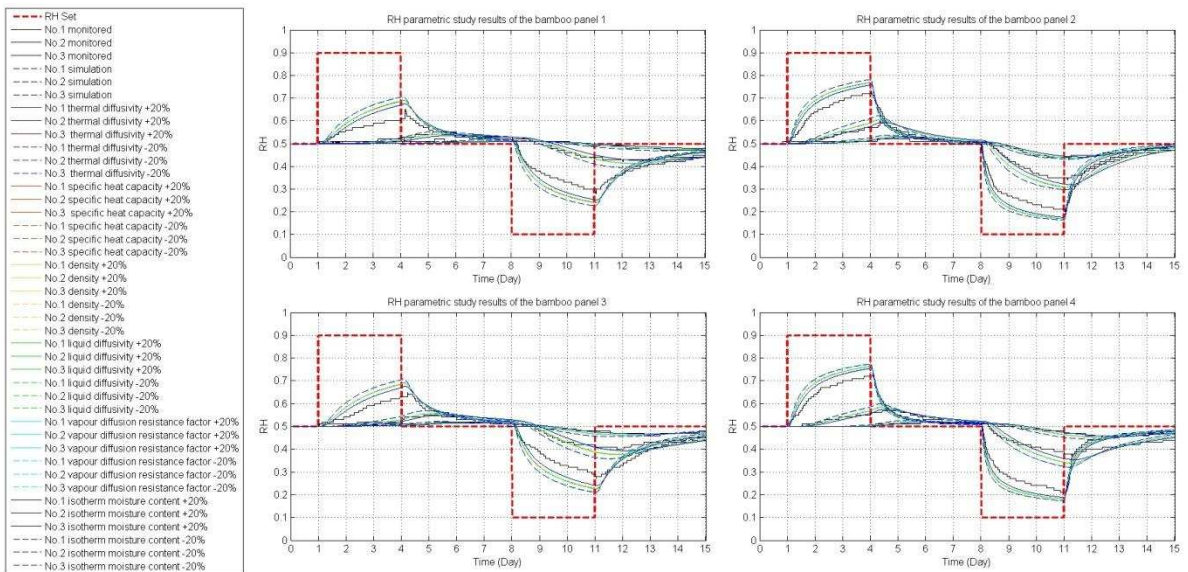 RH Set
No.1 monitored
No.2 monitored
No.3 monitored
No.1 simulation
No.2 simulation
No.3 simulation
No.1 thermal diffusivity +20%
No.2 thermal diffusivity +20%
No.3 thermal diffusivity +20%
No.1 thermal diffusivity -20%
No.2 thermal diffusivity -20%
No.3 thermal diffusivity -20%
No.1 specific heat capacity +20%
No.2 specific heat capacity +20%
No.3 specific heat capacity +20%
No.1 specific heat capacity -20%
No.2 specific heat capacity -20%
No.3 specific heat capacity -20%
No.1 density +20%
No.2 density +20%
No.3 density +20%
No.1 density -20%
No.2 density -20%
No.3 density -20%
No.1 liquid diffusivity +20%
No.2 liquid diffusivity +20%
No.3 liquid diffusivity +20%
No.1 liquid diffusivity -20%
No.2 liquid diffusivity -20%
No.3 liquid diffusivity -20%
No.1 vapour diffusion resistance factor +20%
No.2 vapour diffusion resistance factor +20%
No.3 vapour diffusion resistance factor +20%
No.1 vapour diffusion resistance factor -20%
No.2 vapour diffusion resistance factor -20%
No.3 vapour diffusion resistance factor -20%
No.1 isotherm moisture content +20%
No.2 isotherm moisture content +20%
No.3 isotherm moisture content +20%
No.1 isotherm moisture content -20%
No.2 isotherm moisture content -20%
No.3 isotherm moisture content -20%
RH parametric study results of the bamboo panel 1
1
0.9
0.8
0.7
0.6
0.5
0.4
0.3
0.2
0.1
0
RH
0 1 2 3 4 5 6 7 8 9 10 11 12 13 14 15
Time (Day)
RH parametric study results of the bamboo panel 2
1
0.9
0.8
0.7
0.6
0.5
0.4
0.3
0.2
0.1
0
RH
0 1 2 3 4 5 6 7 8 9 10 11 12 13 14 15
Time (Day)
RH parametric study results of the bamboo panel 3
1
0.9
0.8
0.7
0.6
0.5
0.4
0.3
0.2
0.1
0
RH
0 1 2 3 4 5 6 7 8 9 10 11 12 13 14 15
Time (Day)
RH parametric study results of the bamboo panel 4
1
0.9
0.8
0.7
0.6
0.5
0.4
0.3
0.2
0.1
0
RH
0 1 2 3 4 5 6 7 8 9 10 11 12 13 14 15
Time (Day)